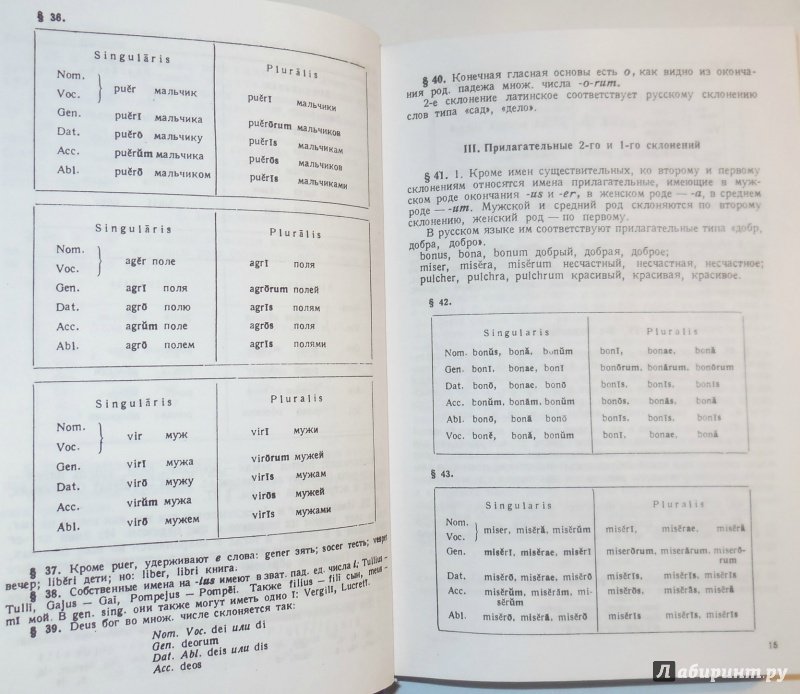 § 36.
Singulāris Plurālis
Nom.
Voc. puĕr мальчик puĕrī мальчики
Gen. puĕrī мальчика puĕrōrum мальчиков
Dat. puĕrō мальчику puĕrīs мальчикам
Acc. puĕrŭm мальчика puĕrōs мальчиков
Abl. puĕrō мальчиком puĕrīs мальчиками
Singulāris Plurālis
Nom.
Voc. agĕr поле agrī поля
Gen. agrī поля agrōrum полей
Dat. agrō полю agrīs полям
Acc. agrŭm поле agrōs поля
Abl. agrō полем agrīs полями
Singulāris Pluralis
Nom.
Voc. vir муж virī мужи
Gen. virī мужа virōrum мужей
Dat. virō мужу virīs мужам
Acc. virŭm мужа virōs мужей
Abl. virō мужем virīs мужами
§ 37. Кроме puer, удерживают e слова: gener зять; socer тесть; vesper
вечер; libĕri дети; но: liber, libri книга.
§ 38. Собственные имена на -ius имеют в зват. пад. ед. числа i; Tullius —
Tulli, Gajus — Gaī, Pompejus — Pompĕi. Также filius — fili сын, meus —
mī мой. В gen. sing. они также могут иметь одно ī: Vergilī, Lucretī.
§ 39. Deus бог во множ. числе склоняется так:
Nom. Voc. dei или di
Gen. deorum
Dat. Abl. deis или dis
Acc. deos
§ 40. Конечная гласная основы есть o, как видно из оконча-
ния род. падежа множ. числа -o-rum.
2-е склонение латинское соответствует русскому склонению
слов типа «сад», «дело».
III. Прилагательные 2-го и 1-го склонений
§ 41. 1. Кроме имен существительных, ко второму и первому
склонениям относятся имена прилагательные, имеющие в муж-
ском роде окончания -us и -er, в женском роде — -a, в среднем
роде — -um. Мужской и средний род склоняются по второму
склонению, женский род — по первому.
В русском языке им соответствуют прилагательные типа «добр,
добра, добро».
bonus, bona, bonum добрый, добрая, доброе;
miser, misĕra, misĕrum несчастный, несчастная, несчастное;
pulcher, pulchra, pulchrum красивый, красивая, красивое.
§ 42.
Singularis Pluralis
Nom. bonŭs, bonă, bonŭm bonī, bonae, bonă
Gen. bonī, bonae, bonī bonōrum, bonārum, bonōrum
Dat. bonō, bonae, bonō bonīs, bonīs, bonīs
Acc. bonŭm, bonăm, bonŭm bonōs, bonās, bonă
Abl. bonō, bonā, bonō bonīs, bonīs, bonīs
Voc. bonĕ, bonă, bonŭm bonī, bonae, bonă
§ 43.
Singularis Pluralis
Nom.
Voc. miser, misĕră, misĕrŭm misĕrī, misĕrae, misĕră
Gen. misĕrī, misĕrae, misĕrī miserōrum, miserārum, miserō-
rum
Dat. misĕrō, misĕrae, misĕrō misĕrīs, misĕrīs, misĕrīs
Acc. misĕrŭm, misĕrăm, mi- misĕrōs, misĕrās, misĕră
sĕrŭm
Abl. misĕrō, misĕrā, misĕrō misĕrīs, misĕrīs, misĕrīs
15
Лабиринт.ру